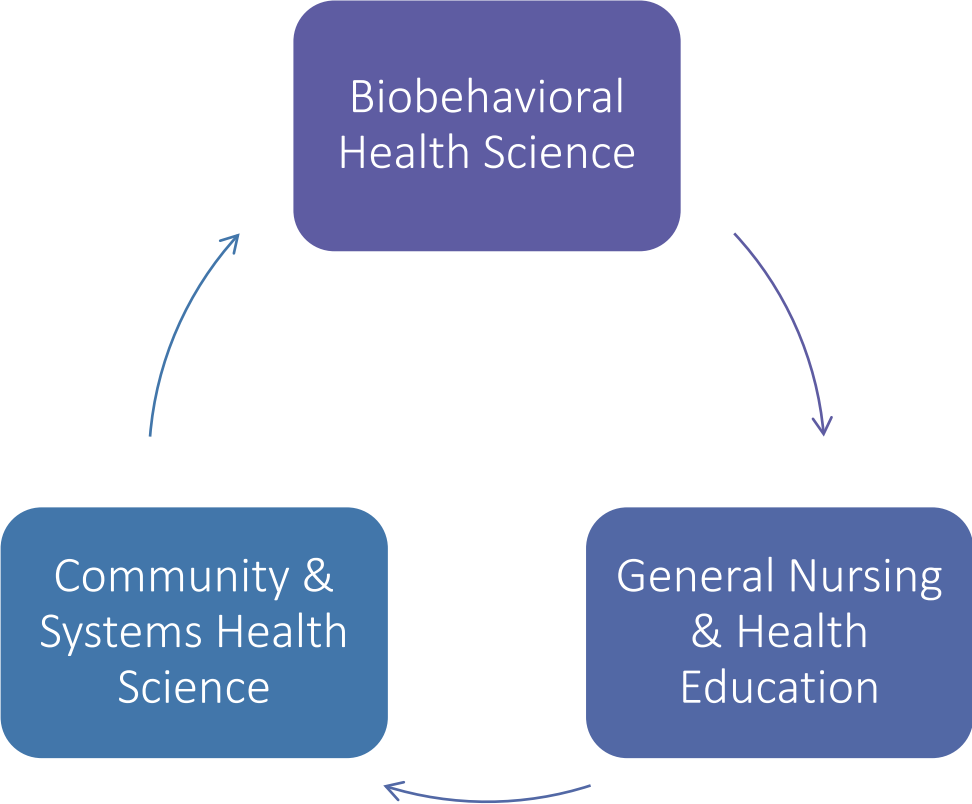 Biobehavioral
Health Science
Community &
Systems Health
Science
General Nursing
& Health
Education